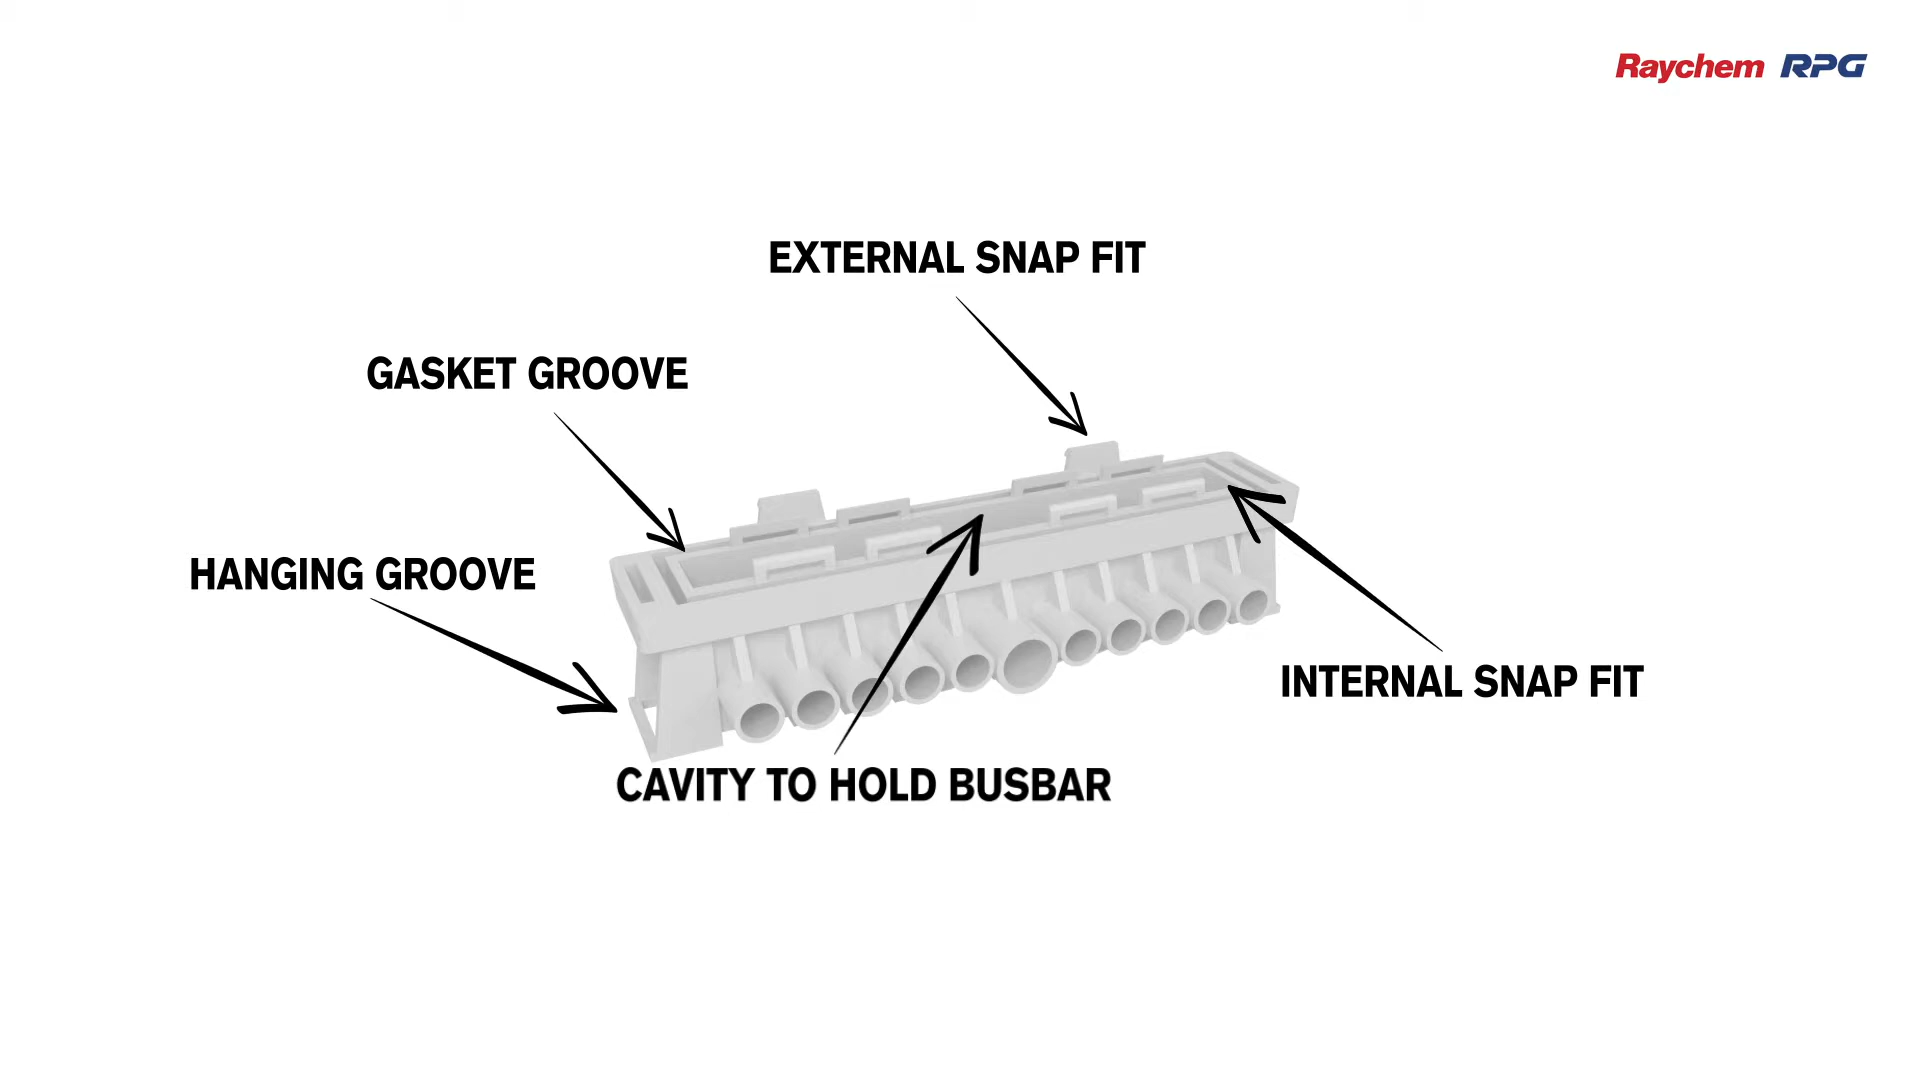 Raychem RPG
EXTERNAL SNAP FIT
GASKET GROOVE
HANGING GROOVE
INTERNAL SNAP FIT
CAVITY TO HOLD BUSBAR